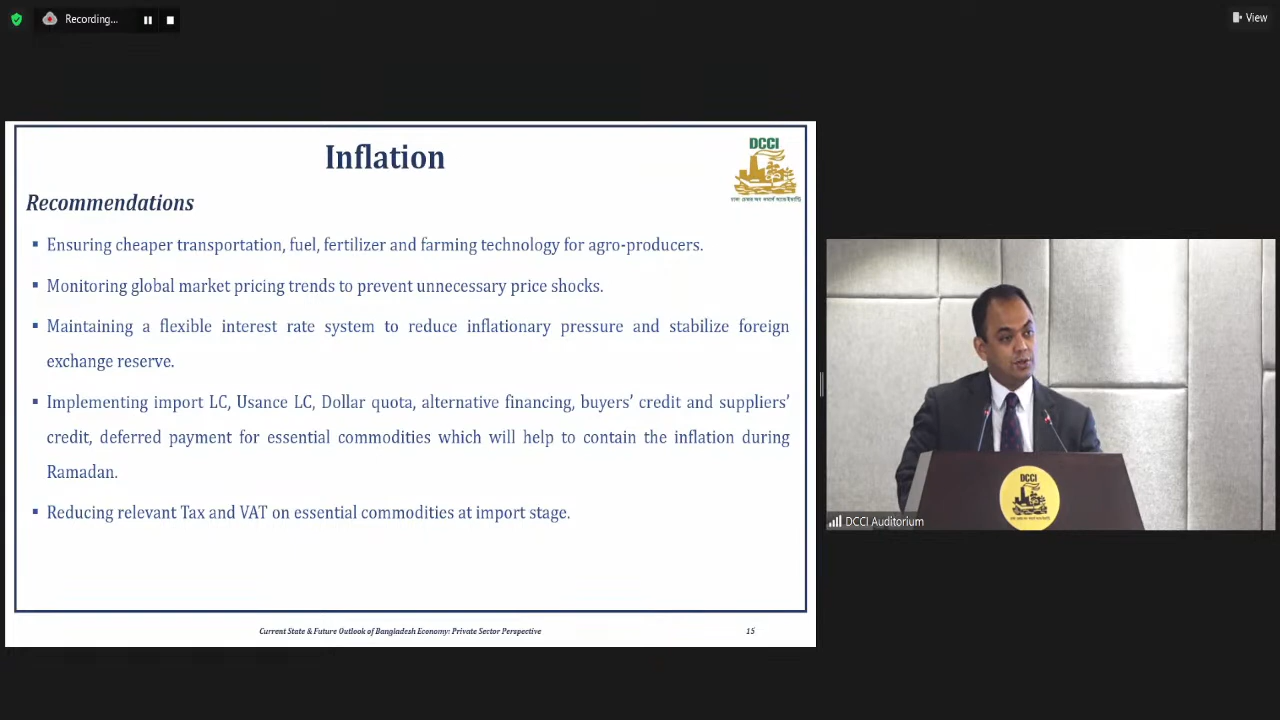 Recording...
View
Inflation
DCCI
ঢাকা চেম্বার অব কমার্স অ্যান্ড ইন্ডাস্ট্রি
Recommendations
▪ Ensuring cheaper transportation, fuel, fertilizer and farming technology for agro-producers.
▪ Monitoring global market pricing trends to prevent unnecessary price shocks.
▪ Maintaining a flexible interest rate system to reduce inflationary pressure and stabilize foreign
exchange reserve.
▪ Implementing import LC, Usance LC, Dollar quota, alternative financing, buyers’ credit and suppliers’
credit, deferred payment for essential commodities which will help to contain the inflation during
Ramadan.
▪ Reducing relevant Tax and VAT on essential commodities at import stage.
Current State & Future Outlook of Bangladesh Economy: Private Sector Perspective
15
DCCI
DCCI Auditorium